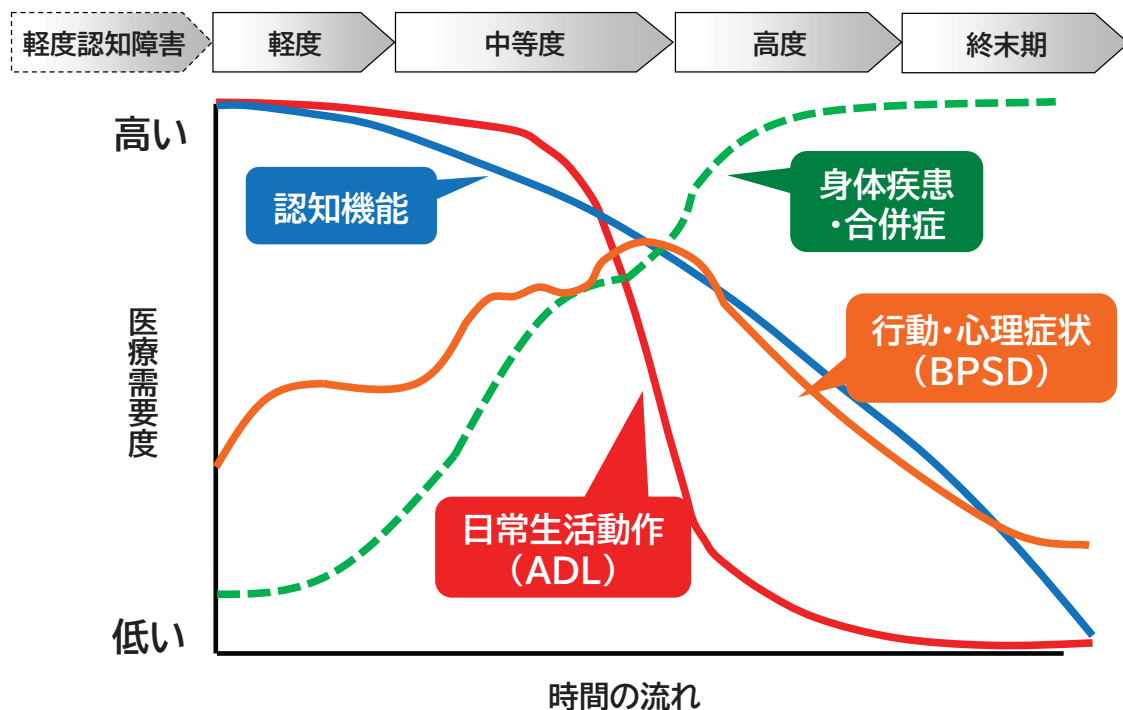 軽度認知障害
軽度
中等度
高度
終末期
高い
認知機能
身体疾患
・合併症
医療需要度
行動・心理症状
（BPSD）
日常生活動作
（ADL）
低い
時間の流れ